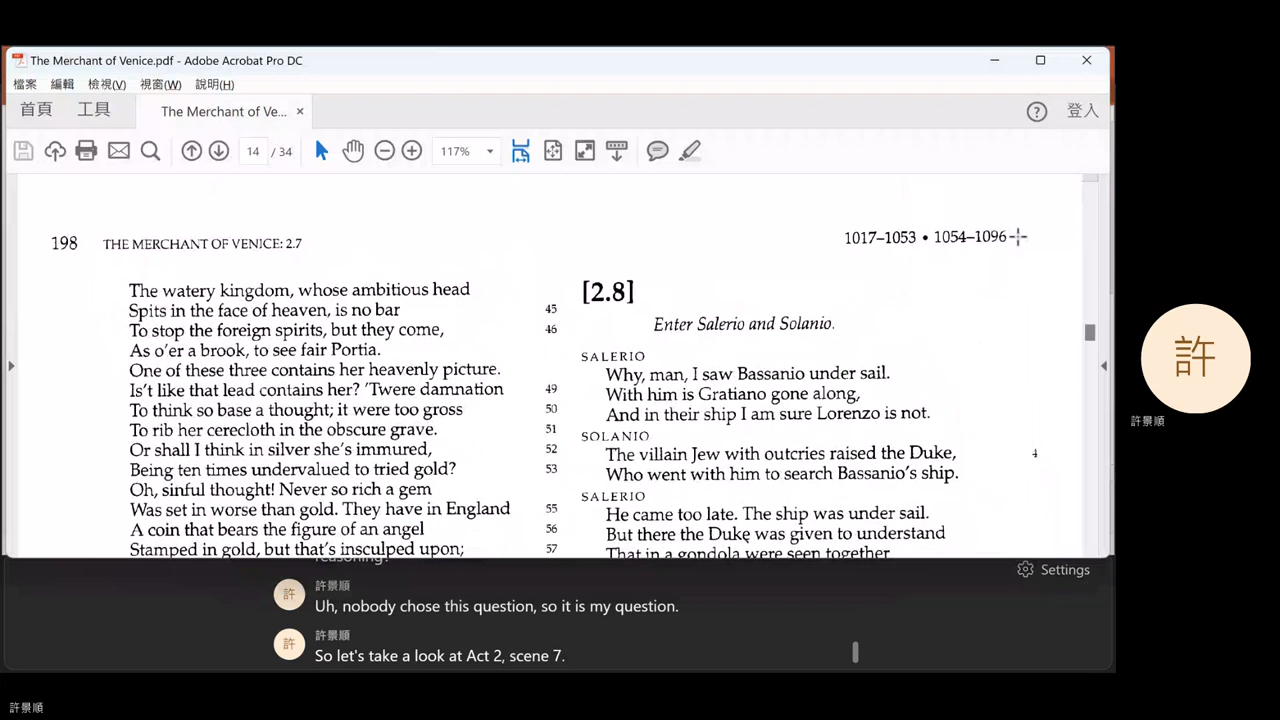 The Merchant of Venice.pdf - Adobe Acrobat Pro DC
檔案 編輯 檢視(V) 視窗(W) 說明(H)
首頁 工具 The Merchant of Ve... × ? 登入
14 / 34 117%
198 THE MERCHANT OF VENICE: 2.7
1017–1053 • 1054–1096
The watery kingdom, whose ambitious head
Spits in the face of heaven, is no bar 45
To stop the foreign spirits, but they come, 46
As o'er a brook, to see fair Portia.
One of these three contains her heavenly picture.
Is't like that lead contains her? 'Twere damnation 49
To think so base a thought; it were too gross 50
To rib her cerecloth in the obscure grave. 51
Or shall I think in silver she's immured, 52
Being ten times undervalued to tried gold? 53
Oh, sinful thought! Never so rich a gem
Was set in worse than gold. They have in England 55
A coin that bears the figure of an angel 56
Stamped in gold, but that's insculped upon; 57
[2.8]
Enter Salerio and Solanio.
SALERIO
Why, man, I saw Bassanio under sail.
With him is Gratiano gone along,
And in their ship I am sure Lorenzo is not.
SOLANIO
The villain Jew with outcries raised the Duke, 4
Who went with him to search Bassanio's ship.
SALERIO
He came too late. The ship was under sail.
But there the Duke was given to understand
That in a gondola were seen together
reasoning?
Settings
許 許景順
Uh, nobody chose this question, so it is my question.
許 許景順
So let's take a look at Act 2, scene 7.
許
許景順
許景順